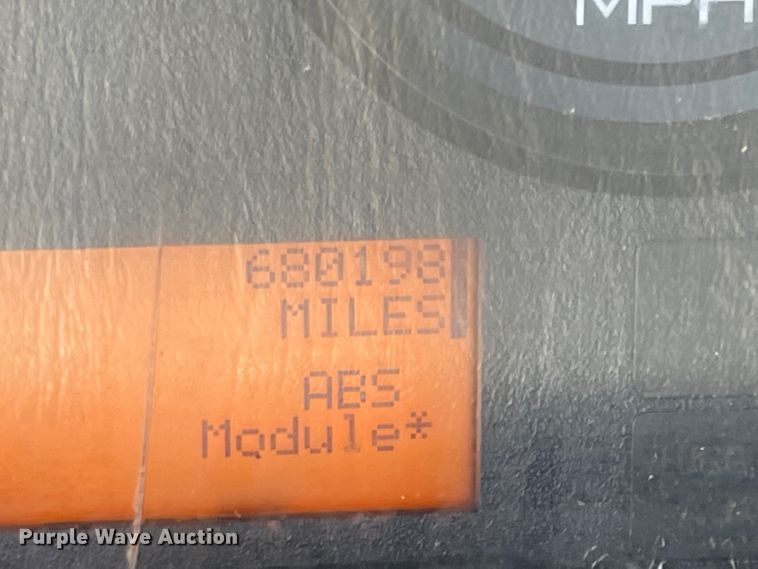 MPH
680198
MILES
ABS
Module*
Purple Wave Auction®